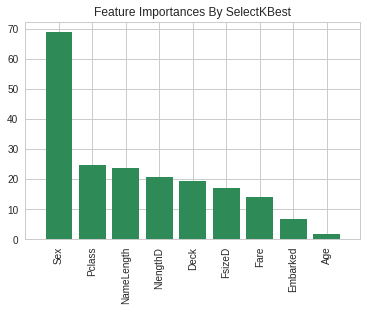 Feature Importances By SelectKBest
70
60
50
40
30
20
10
0
Sex
Pclass
NameLength
NlengthD
Deck
FsizeD
Fare
Embarked
Age